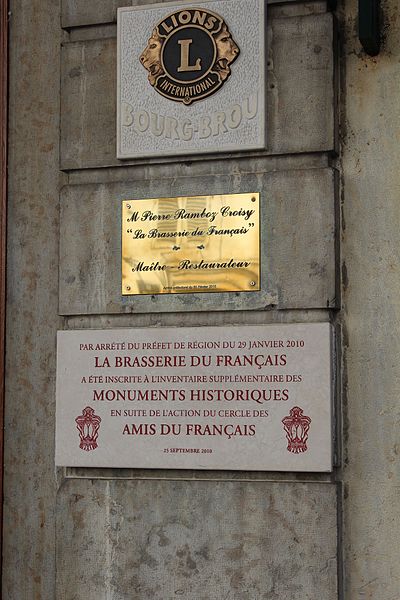 LIONS
L
INTERNATIONAL
BOURG-BROU
M Pierre Ramboz Croisy
"La Brasserie du Français"
Maître - Restaurateur
PAR ARRÊTÉ DU PRÉFET DE RÉGION DU 29 JANVIER 2010
LA BRASSERIE DU FRANÇAIS
A ÉTÉ INSCRITE À L'INVENTAIRE SUPPLÉMENTAIRE DES
MONUMENTS HISTORIQUES
EN SUITE DE L'ACTION DU CERCLE DES
AMIS DU FRANÇAIS
25 SEPTEMBRE 2010